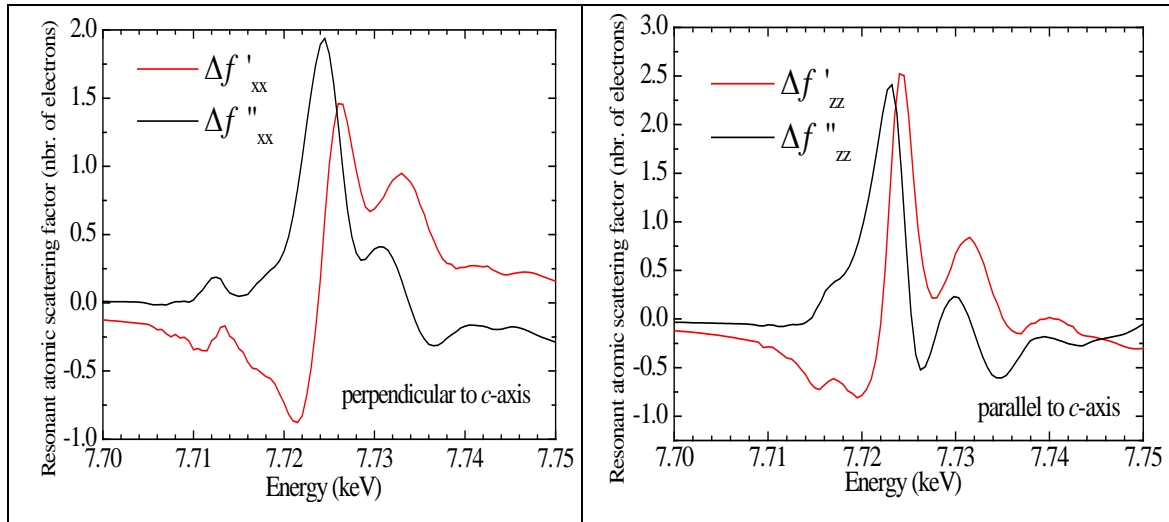 Resonant atomic scattering factor (nbr. of electrons)
2.0
1.5
1.0
0.5
0.0
-0.5
-1.0
Δf 'xx
Δf "xx
perpendicular to c-axis
7.70 7.71 7.72 7.73 7.74 7.75
Energy (keV)
Resonant atomic scattering factor (nbr. of electrons)
3.0
2.5
2.0
1.5
1.0
0.5
0.0
-0.5
-1.0
Δf 'zz
Δf "zz
parallel to c-axis
7.70 7.71 7.72 7.73 7.74 7.75
Energy (keV)